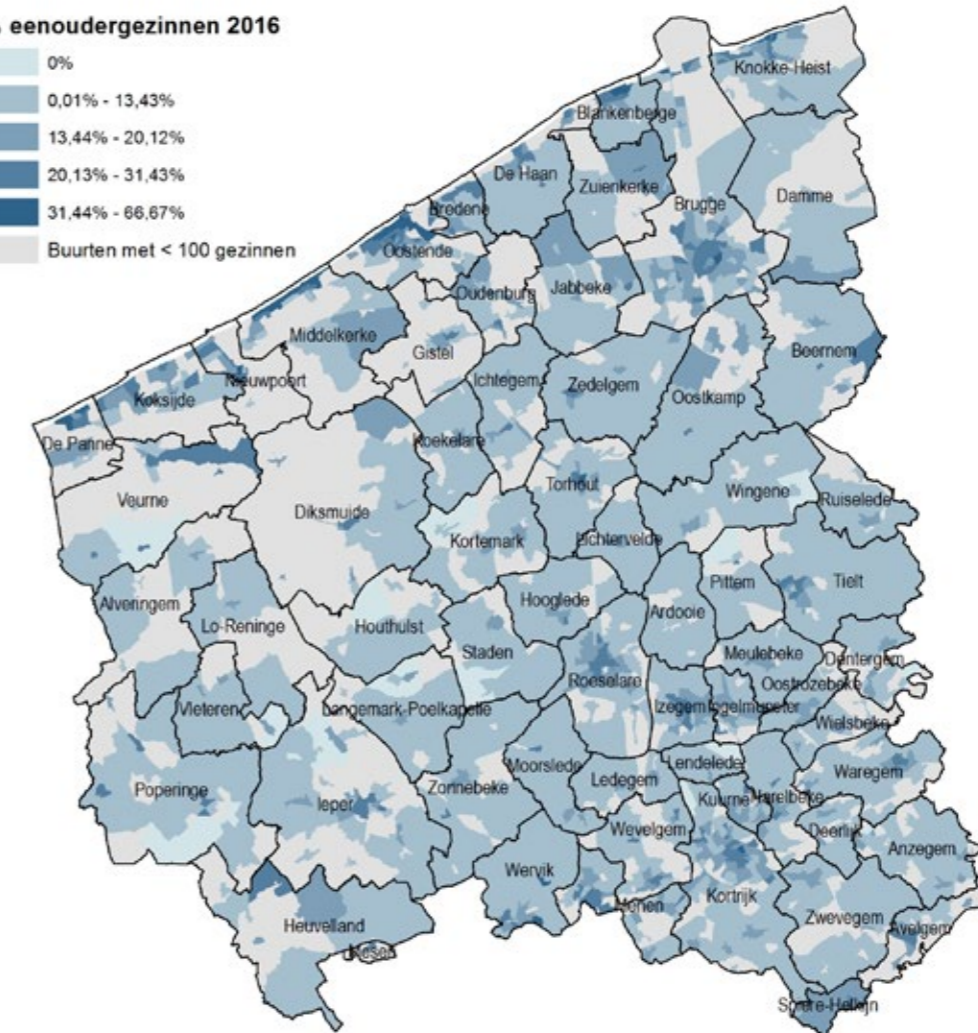 eenoudergezinnen 2016
0%
0,01% - 13,43%
13,44% - 20,12%
20,13% - 31,43%
31,44% - 66,67%
Buurten met < 100 gezinnen
Knokke-Heist
Blankenberge
De Haan
Zuienkerke
Brugge
Damme
Bredene
Oostende
Oudenburg
Jabbeke
Middelkerke
Gistel
Beernem
Nieuwpoort
Ichtegem
Zedelgem
Oostkamp
Koksijde
De Panne
Koekelare
Veurne
Diksmuide
Torhout
Wingene
Ruiselede
Kortemark
Lichtervelde
Pittem
Tielt
Alveringem
Lo-Reninge
Houthulst
Hooglede
Ardooie
Staden
Meulebeke
Dentergem
Roeselare
Oostrozebeke
Vleteren
Langemark-Poelkapelle
Izegem
Ingelmunster
Wielsbeke
Moorslede
Lendelede
Waregem
Poperinge
Ieper
Zonnebeke
Ledegem
Kuurne
Harelbeke
Wevelgem
Deerlijk
Anzegem
Wervik
Menen
Kortrijk
Zwevegem
Avelgem
Heuvelland
Mesen
Spiere-Helkijn